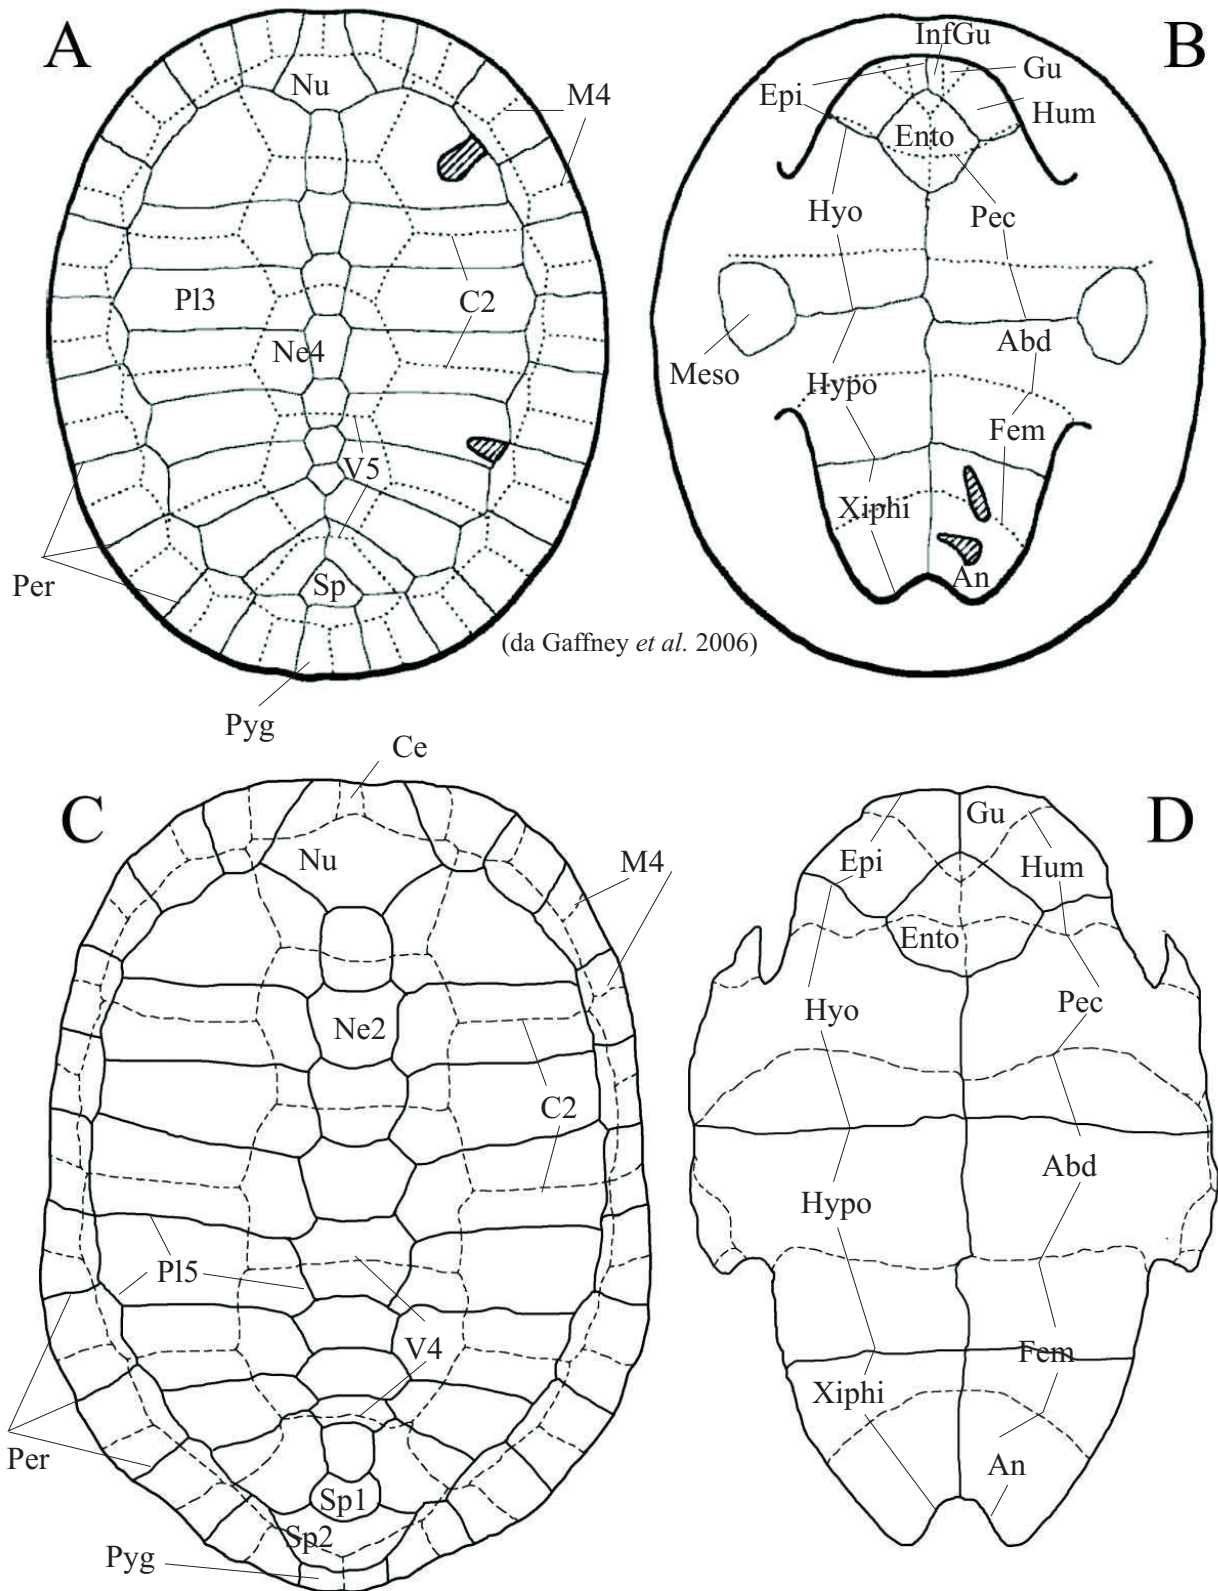 A
Nu
M4
Pl3
C2
Ne4
V5
Per
Sp
Pyg
B
InfGu
Gu
Epi
Hum
Ento
Hyo
Pec
Meso
Abd
Hypo
Fem
Xiphi
An
(da Gaffney et al. 2006)
C
Ce
Nu
M4
Ne2
C2
Pl5
V4
Per
Sp1
Sp2
Pyg
D
Gu
Epi
Hum
Ento
Hyo
Pec
Abd
Hypo
Fem
Xiphi
An